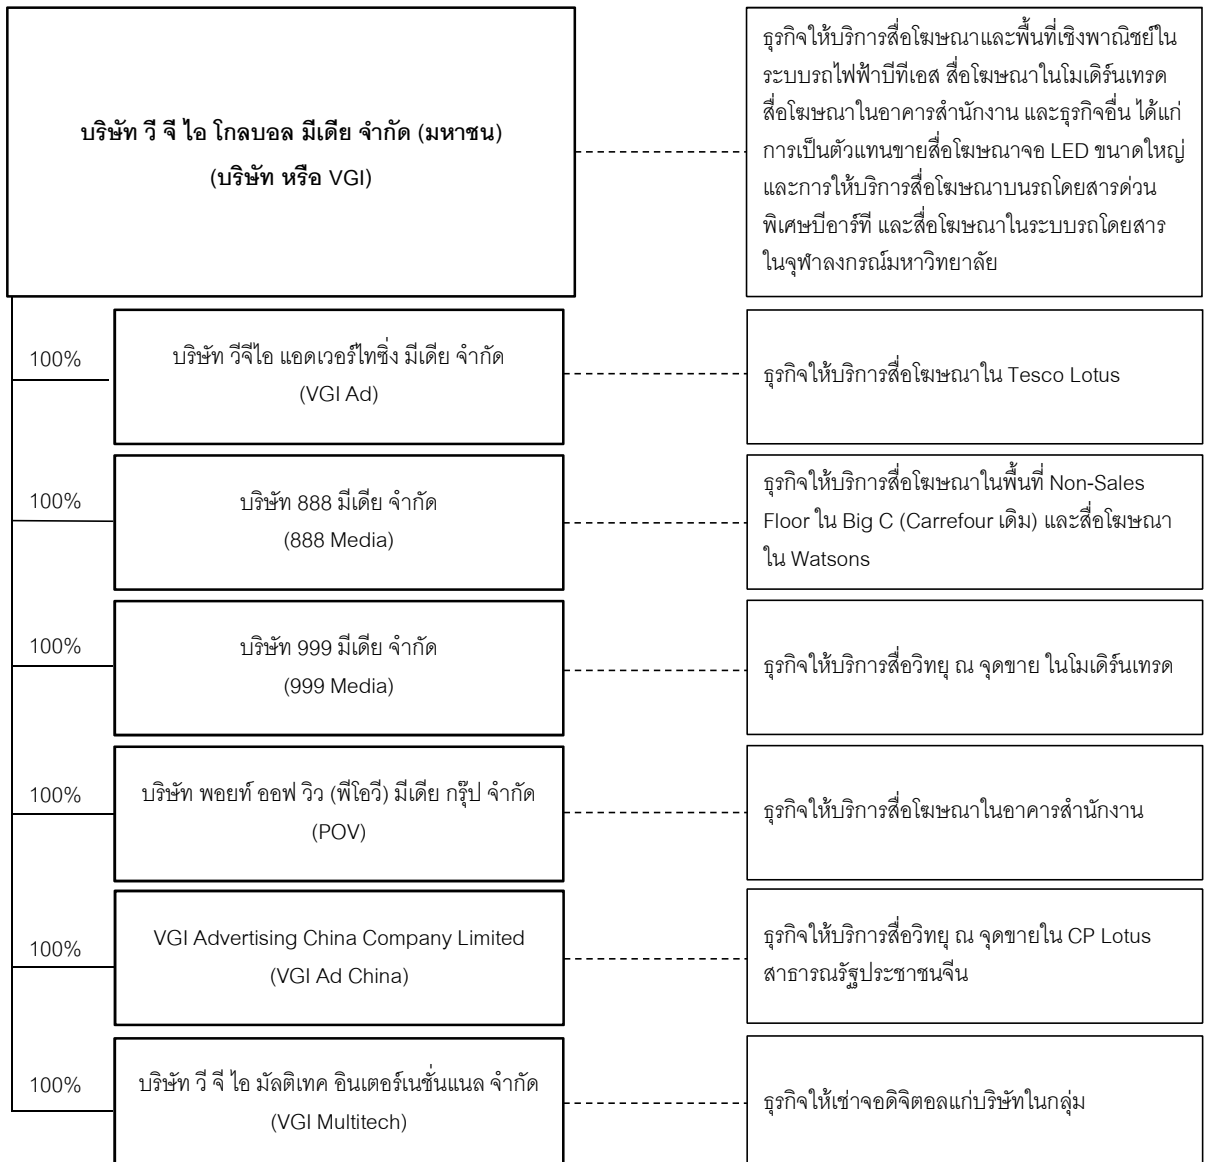 บริษัท วี จี ไอ โกลบอล มีเดีย จำกัด (มหาชน)
(บริษัท หรือ VGI)
ธุรกิจให้บริการสื่อโฆษณาและพื้นที่เชิงพาณิชย์ใน
ระบบรถไฟฟ้าบีทีเอส สื่อโฆษณาในโมเดิร์นเทรด
สื่อโฆษณาในอาคารสำนักงาน และธุรกิจอื่น ได้แก่
การเป็นตัวแทนขายสื่อโฆษณาจอ LED ขนาดใหญ่
และการให้บริการสื่อโฆษณาบนรถโดยสารด่วน
พิเศษบีอาร์ที และสื่อโฆษณาในระบบรถโดยสาร
ในจุฬาลงกรณ์มหาวิทยาลัย
100%
บริษัท วีจีไอ แอดเวอร์ไทซิ่ง มีเดีย จำกัด
(VGI Ad)
ธุรกิจให้บริการสื่อโฆษณาใน Tesco Lotus
100%
บริษัท 888 มีเดีย จำกัด
(888 Media)
ธุรกิจให้บริการสื่อโฆษณาในพื้นที่ Non-Sales
Floor ใน Big C (Carrefour เดิม) และสื่อโฆษณา
ใน Watsons
100%
บริษัท 999 มีเดีย จำกัด
(999 Media)
ธุรกิจให้บริการสื่อวิทยุ ณ จุดขาย ในโมเดิร์นเทรด
100%
บริษัท พอยท์ ออฟ วิว (พีโอวี) มีเดีย กรุ๊ป จำกัด
(POV)
ธุรกิจให้บริการสื่อโฆษณาในอาคารสำนักงาน
100%
VGI Advertising China Company Limited
(VGI Ad China)
ธุรกิจให้บริการสื่อวิทยุ ณ จุดขายใน CP Lotus
สาธารณรัฐประชาชนจีน
100%
บริษัท วี จี ไอ มัลติเทค อินเตอร์เนชั่นแนล จำกัด
(VGI Multitech)
ธุรกิจให้เช่าจอดิจิตอลแก่บริษัทในกลุ่ม